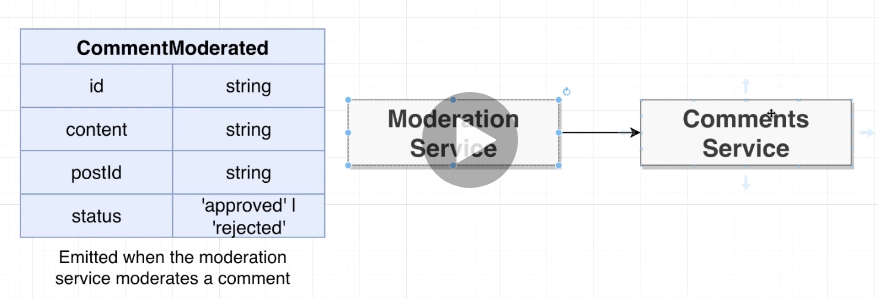 CommentModerated
id string
content string
postId string
status 'approved' | 'rejected'
Emitted when the moderation
service moderates a comment
Moderation
Service
Comments
Service